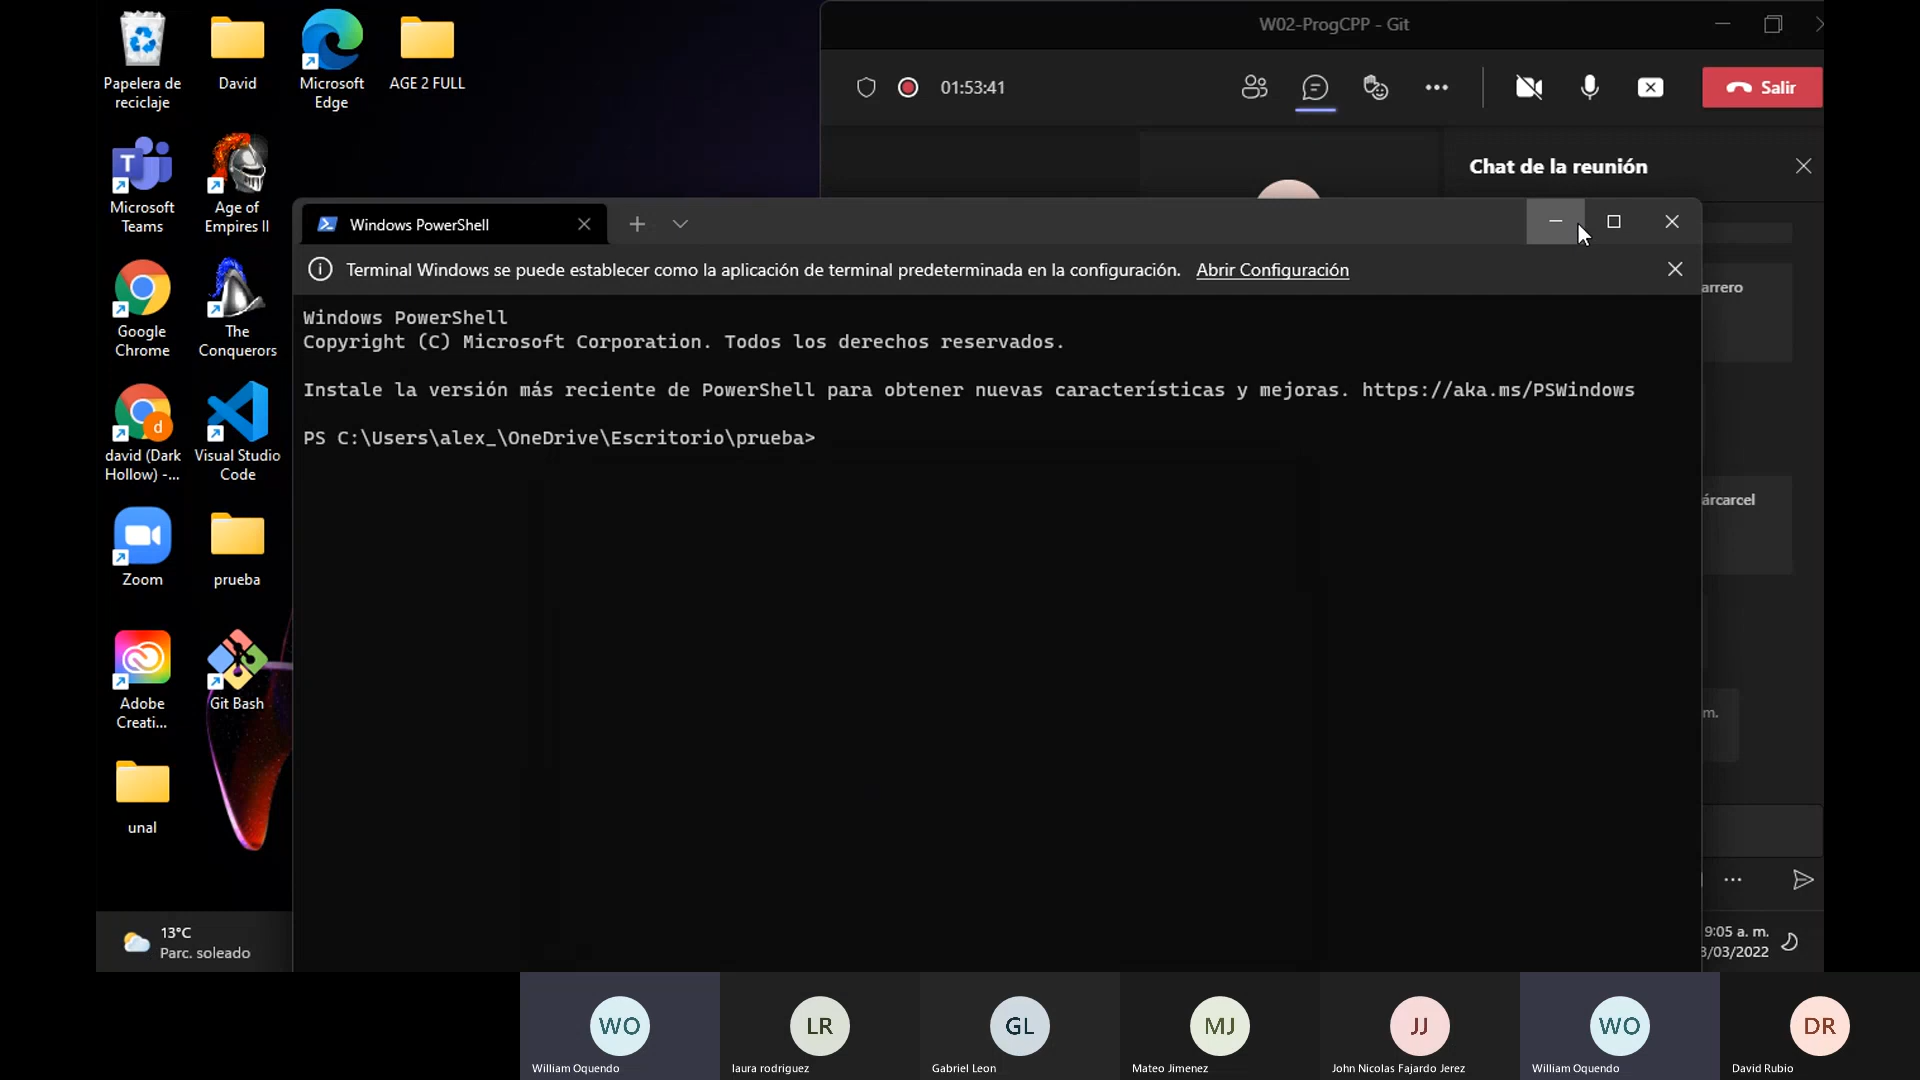 Papelera de
reciclaje
David
Microsoft
Edge
AGE 2 FULL
Microsoft
Teams
Age of
Empires II
Google
Chrome
The
Conquerors
david (Dark
Hollow) -...
Visual Studio
Code
Zoom
prueba
Adobe
Creati...
Git Bash
unal
13°C
Parc. soleado
W02-ProgCPP - Git
01:53:41
Salir
Chat de la reunión
Windows PowerShell
Terminal Windows se puede establecer como la aplicación de terminal predeterminada en la configuración. Abrir Configuración
Windows PowerShell
Copyright (C) Microsoft Corporation. Todos los derechos reservados.
Instale la versión más reciente de PowerShell para obtener nuevas características y mejoras. https://aka.ms/PSWindows
PS C:\Users\alex_\OneDrive\Escritorio\prueba>
arrero
árcarcel
m.
9:05 a. m.
3/03/2022
WO
LR
GL
MJ
JJ
WO
DR
William Oquendo
laura rodriguez
Gabriel Leon
Mateo Jimenez
John Nicolas Fajardo Jerez
William Oquendo
David Rubio